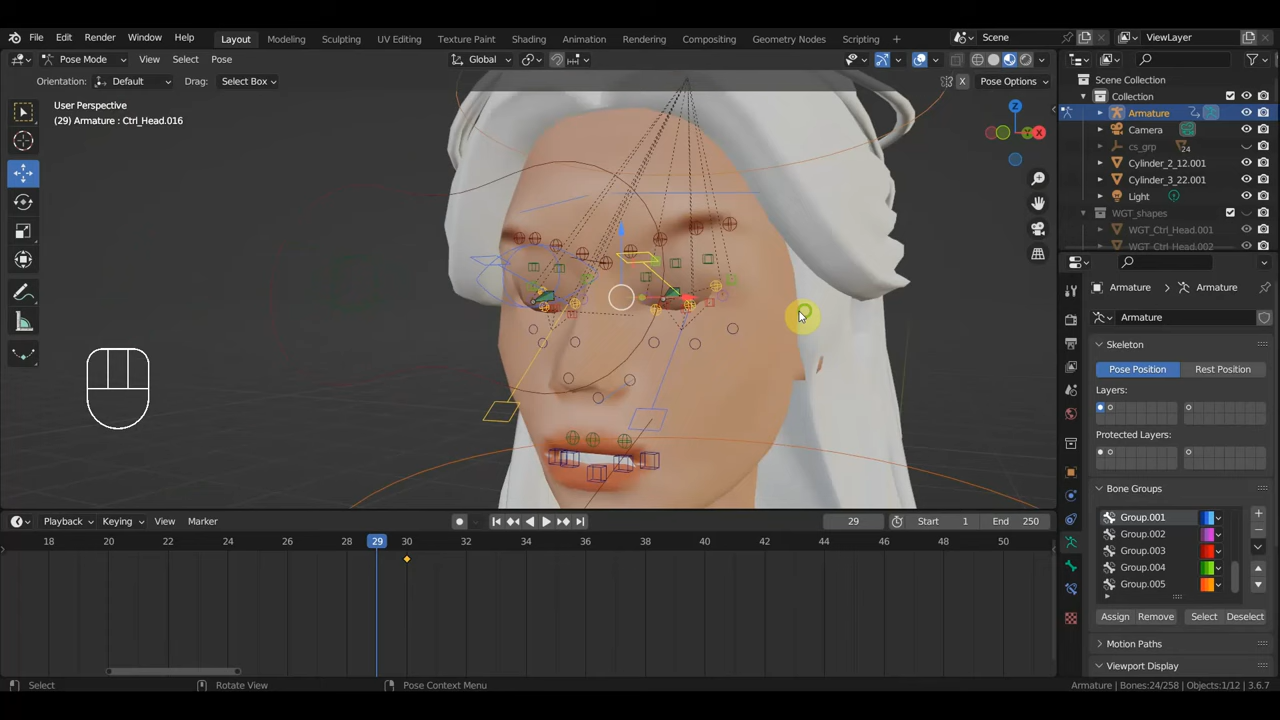 File Edit Render Window Help Layout Modeling Sculpting UV Editing Texture Paint Shading Animation Rendering Compositing Geometry Nodes Scripting + Scene ViewLayer
Pose Mode View Select Pose Global
Orientation: Default Drag: Select Box X Pose Options
User Perspective
(29) Armature : Ctrl_Head.016
Z
Y X
Scene Collection
Collection
Armature
Camera
cs_grp 24
Cylinder_2_12.001
Cylinder_3_22.001
Light
WGT_shapes
WGT_Ctrl_Head.001
WGT_Ctrl_Head.002
Armature > Armature
Armature
Skeleton
Pose Position Rest Position
Layers:
Protected Layers:
Bone Groups
Group.001
Group.002
Group.003
Group.004
Group.005
Assign Remove Select Deselect
Motion Paths
Viewport Display
Playback Keying View Marker 29 Start 1 End 250
18 20 22 24 26 28 29 30 32 34 36 38 40 42 44 46 48 50
Select Rotate View Pose Context Menu Armature | Bones:24/258 | Objects:1/12 | 3.6.7